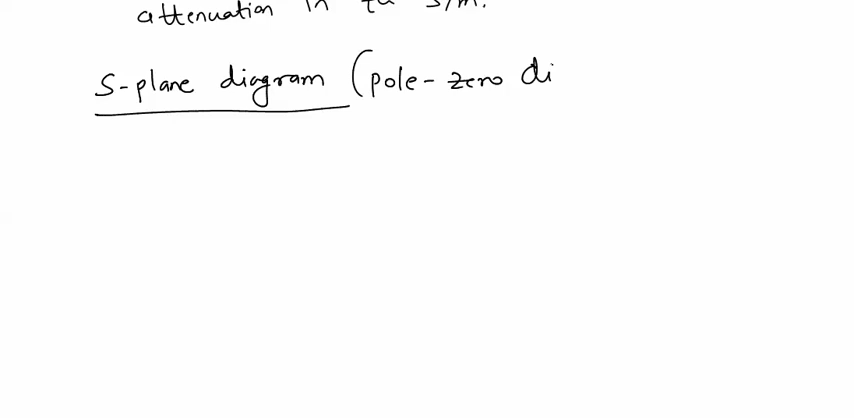 attenuation in the s/m.
S-plane diagram (pole-zero di